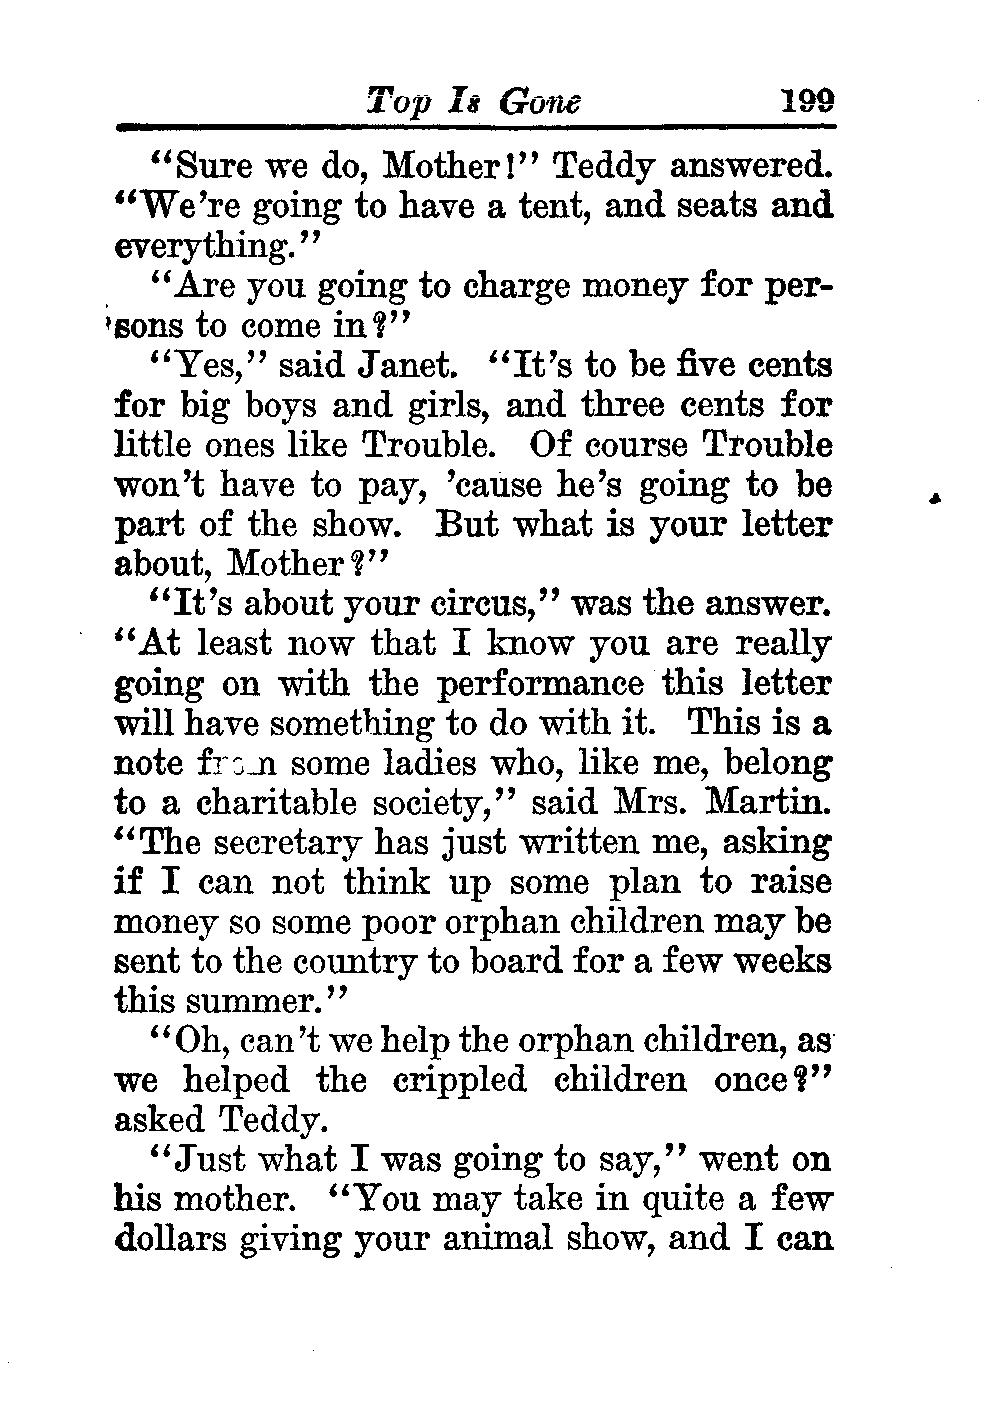 Top Is Gone 199
“Sure we do, Mother!” Teddy answered.
“We’re going to have a tent, and seats and
everything.”
“Are you going to charge money for per-
sons to come in?”
“Yes,” said Janet. “It’s to be five cents
for big boys and girls, and three cents for
little ones like Trouble. Of course Trouble
won’t have to pay, ’cause he’s going to be
part of the show. But what is your letter
about, Mother?”
“It’s about your circus,” was the answer.
“At least now that I know you are really
going on with the performance this letter
will have something to do with it. This is a
note from some ladies who, like me, belong
to a charitable society,” said Mrs. Martin.
“The secretary has just written me, asking
if I can not think up some plan to raise
money so some poor orphan children may be
sent to the country to board for a few weeks
this summer.”
“Oh, can’t we help the orphan children, as
we helped the crippled children once?”
asked Teddy.
“Just what I was going to say,” went on
his mother. “You may take in quite a few
dollars giving your animal show, and I can